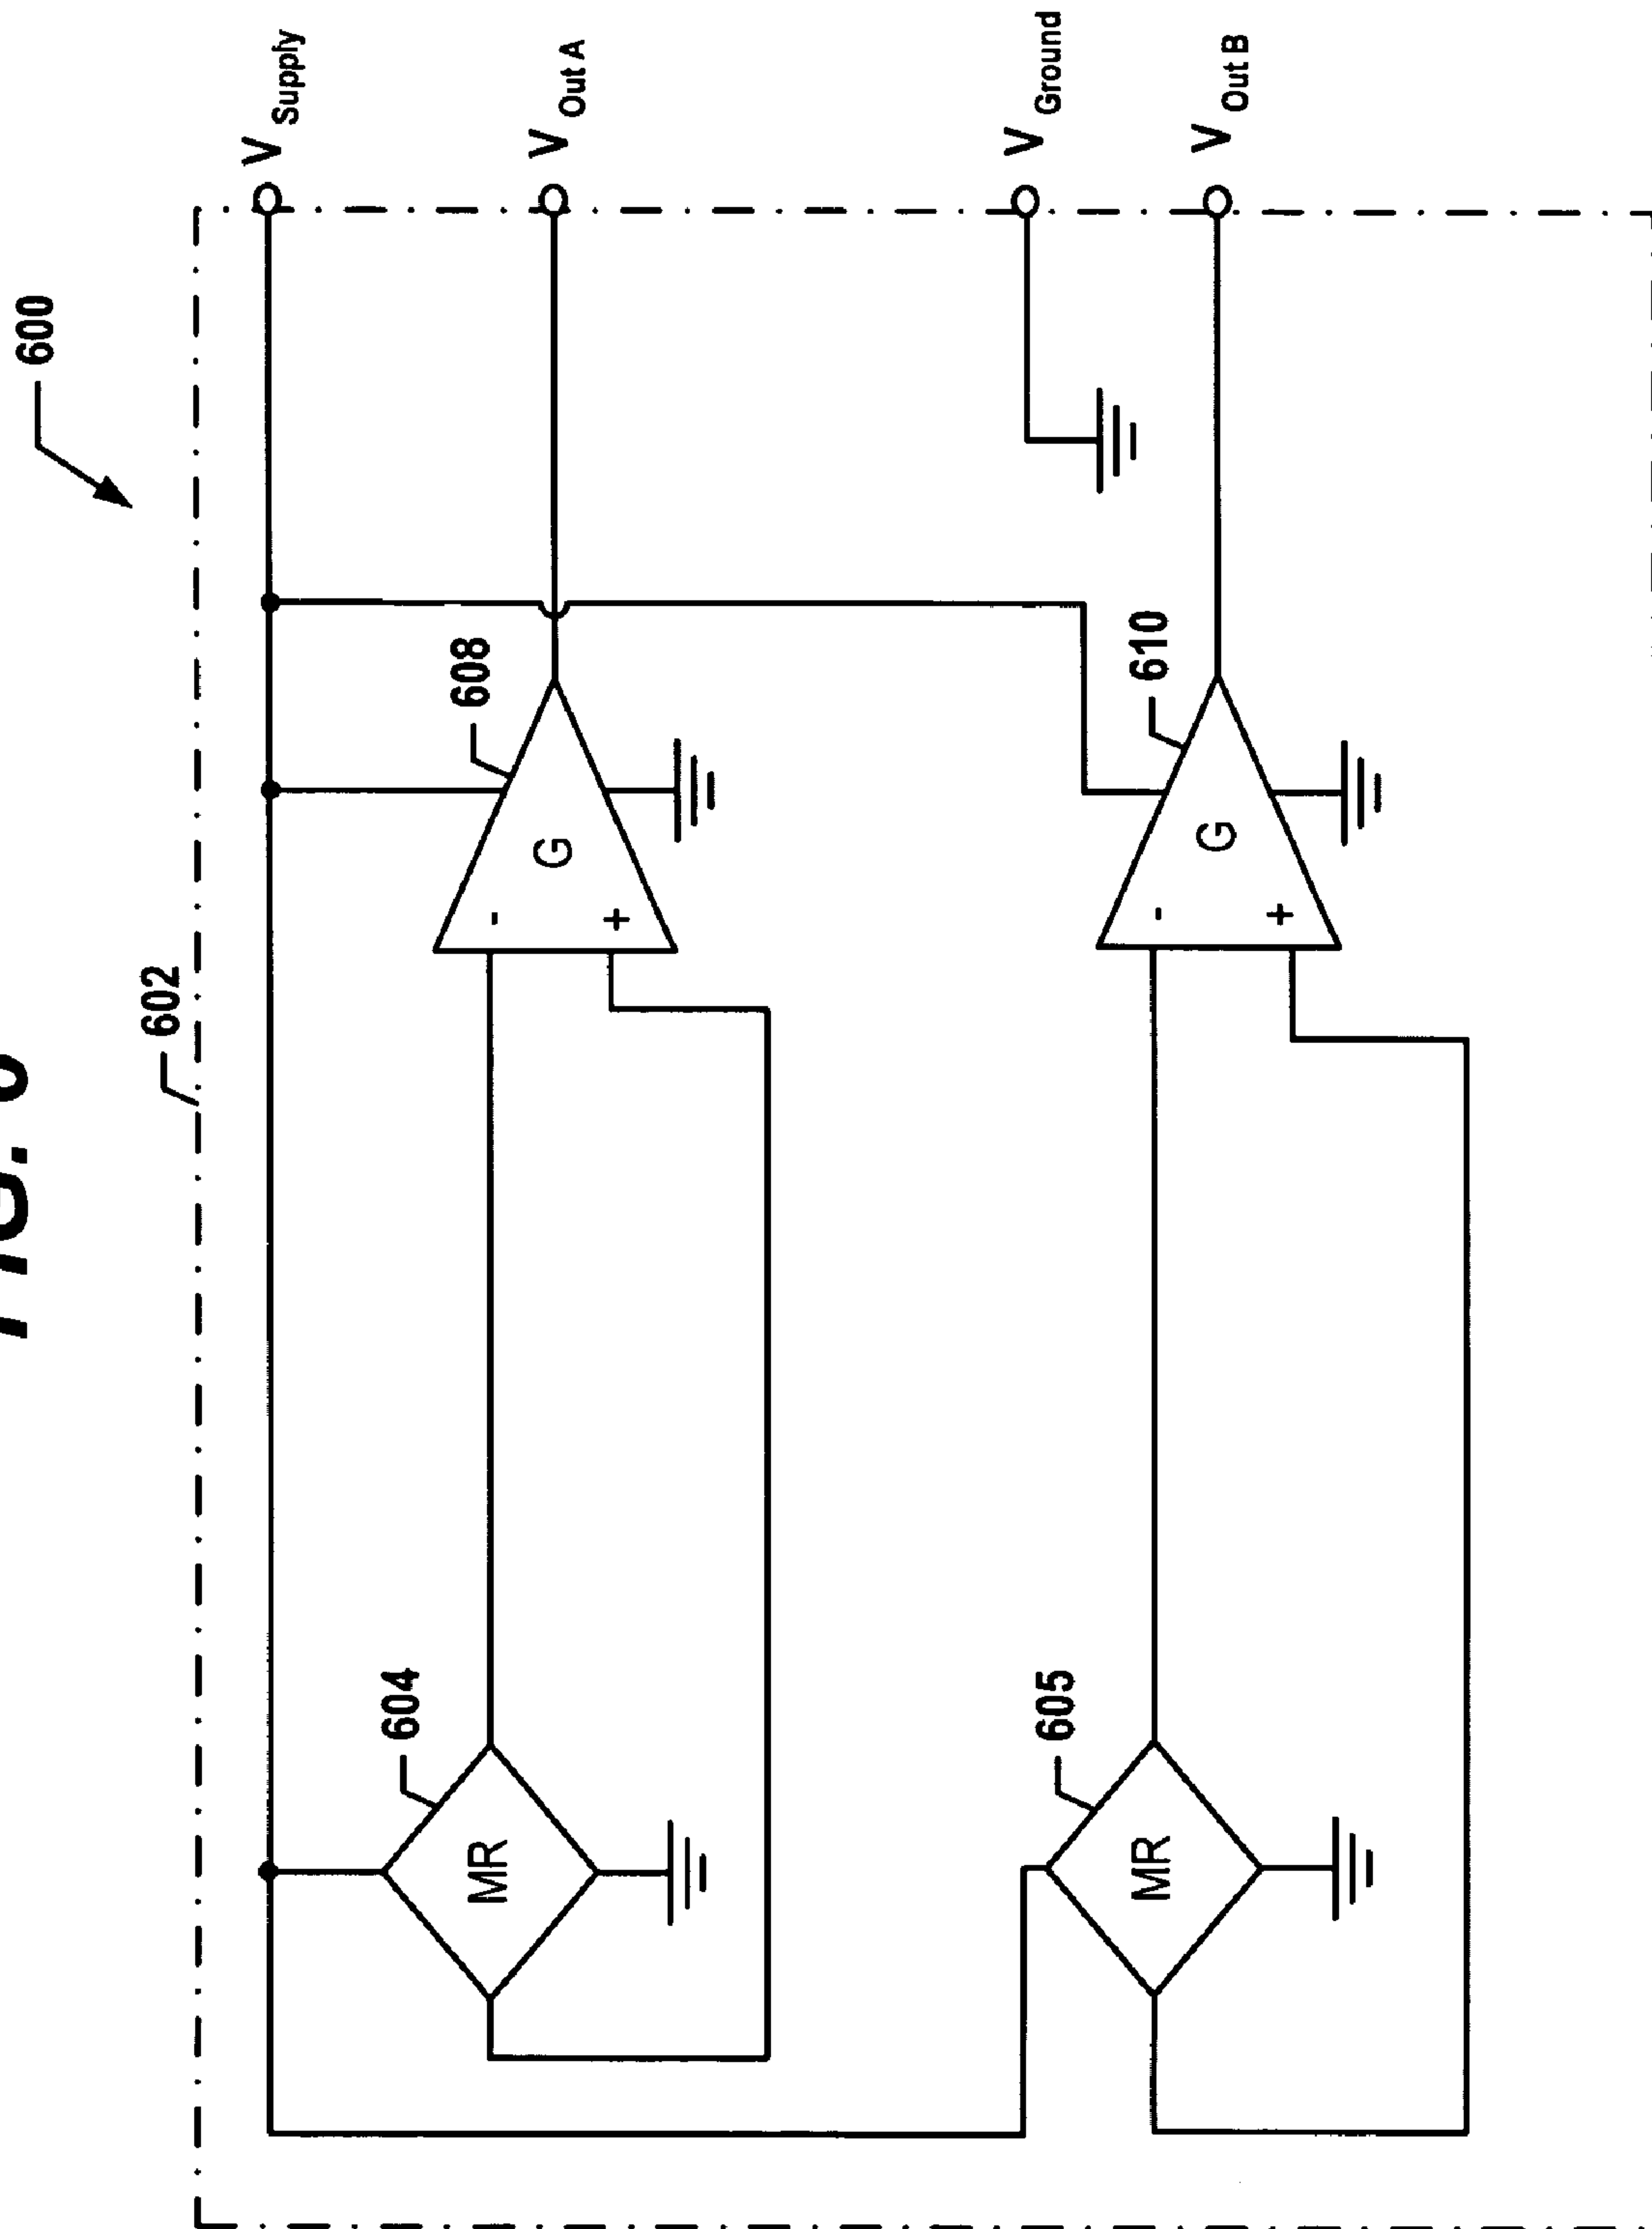 600
602
V Supply
608
G
-
+
V Out A
604
MR
V Ground
610
G
-
+
V Out B
605
MR